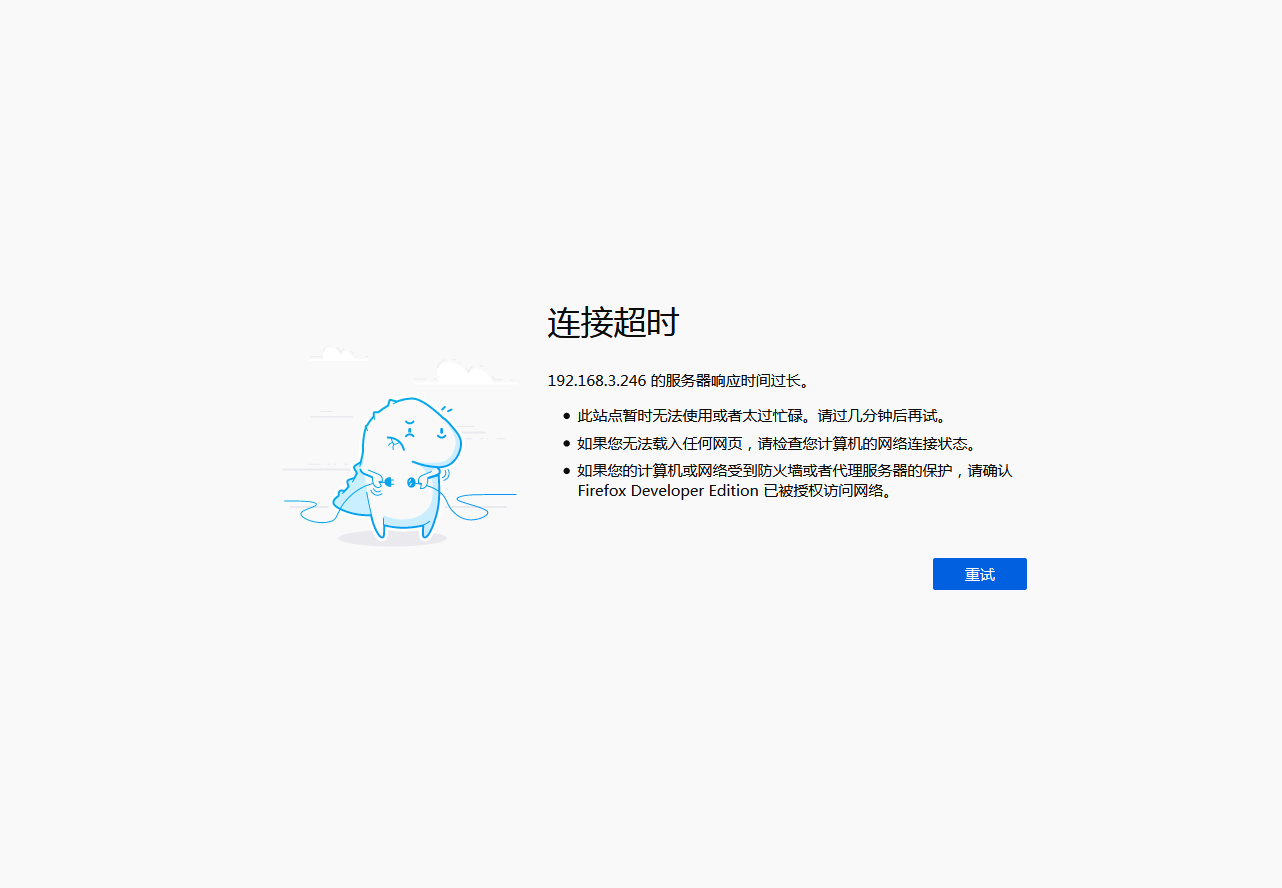 连接超时
192.168.3.246 的服务器响应时间过长。
此站点暂时无法使用或者太过忙碌。请过几分钟后再试。
如果您无法载入任何网页，请检查您计算机的网络连接状态。
如果您的计算机或网络受到防火墙或者代理服务器的保护，请确认
Firefox Developer Edition 已被授权访问网络。
重试